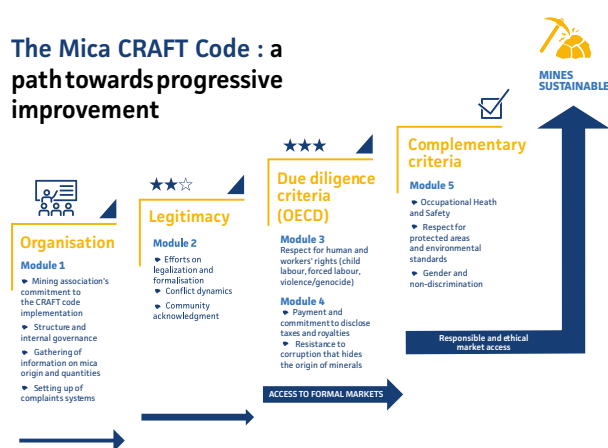 The Mica CRAFT Code : a
path towards progressive
improvement
MINES
SUSTAINABLE
Organisation
Module 1
Mining association's
commitment to
the CRAFT code
implementation
Structure and
internal governance
Gathering of
information on mica
origin and quantities
Setting up of
complaints systems
Legitimacy
Module 2
Efforts on
legalization and
formalisation
Conflict dynamics
Community
acknowledgment
Due diligence
criteria
(OECD)
Module 3
Respect for human and
workers' rights (child
labour, forced labour,
violence/genocide)
Module 4
Payment and
commitment to disclose
taxes and royalties
Resistance to
corruption that hides
the origin of minerals
ACCESS TO FORMAL MARKETS
Complementary
criteria
Module 5
Occupational Heath
and Safety
Respect for
protected areas
and environmental
standards
Gender and
non-discrimination
Responsible and ethical
market access